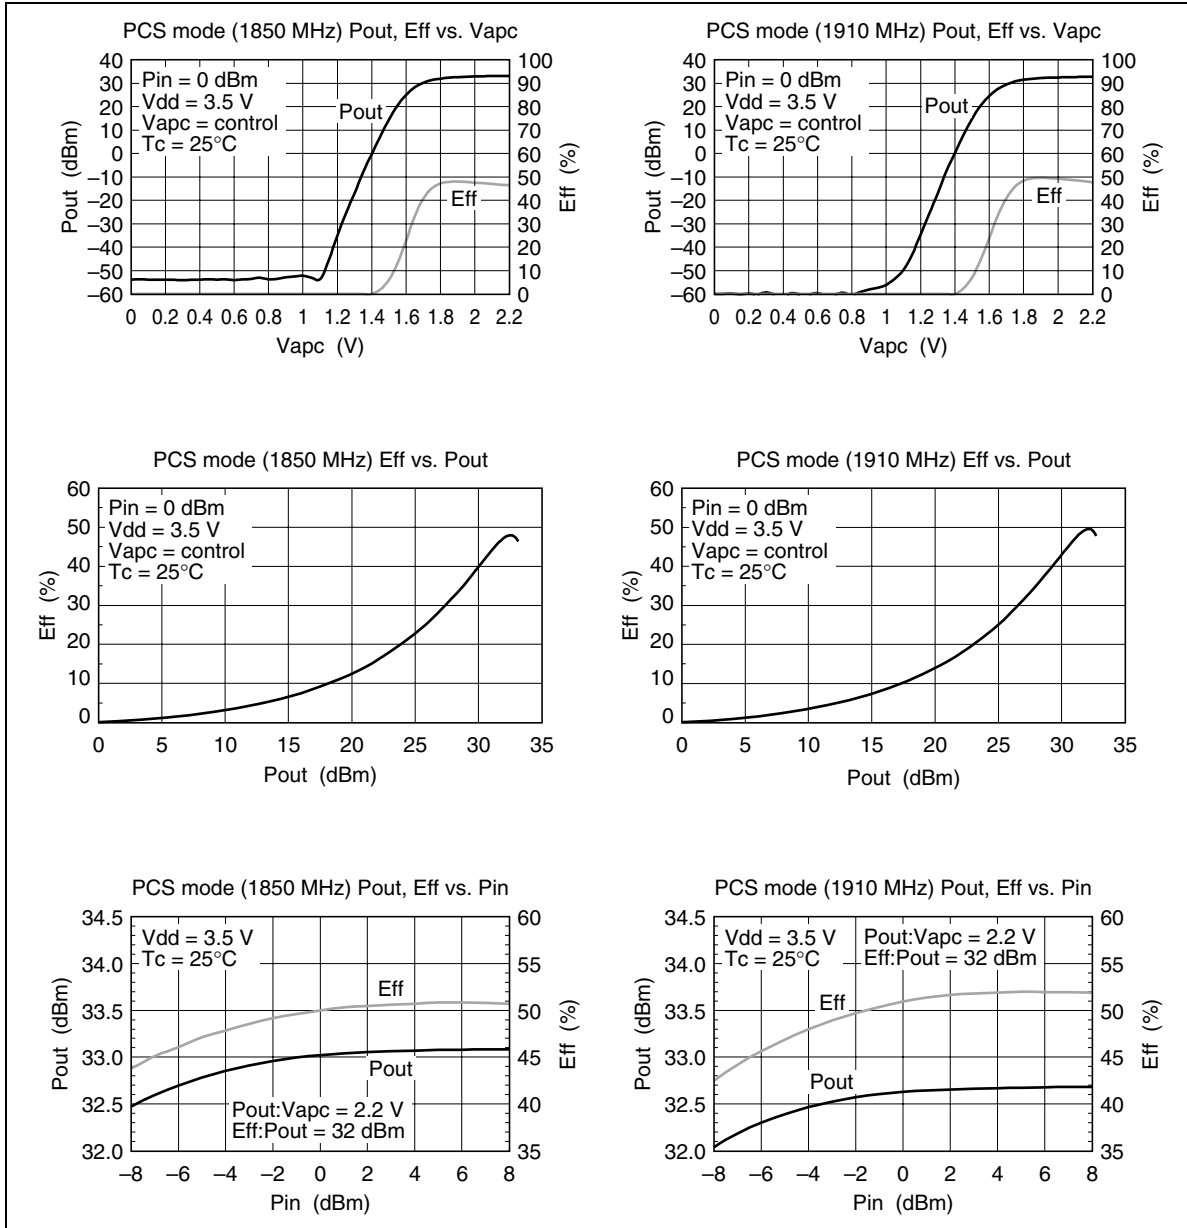 PCS mode (1850 MHz) Pout, Eff vs. Vapc
40
30
20
10
0
–10
–20
–30
–40
–50
–60
Pout (dBm)
Pin = 0 dBm
Vdd = 3.5 V
Vapc = control
Tc = 25°C
Pout
Eff
100
90
80
70
60
50
40
30
20
10
0
Eff (%)
0 0.2 0.4 0.6 0.8 1 1.2 1.4 1.6 1.8 2 2.2
Vapc (V)
PCS mode (1910 MHz) Pout, Eff vs. Vapc
40
30
20
10
0
–10
–20
–30
–40
–50
–60
Pout (dBm)
Pin = 0 dBm
Vdd = 3.5 V
Vapc = control
Tc = 25°C
Pout
Eff
100
90
80
70
60
50
40
30
20
10
0
Eff (%)
0 0.2 0.4 0.6 0.8 1 1.2 1.4 1.6 1.8 2 2.2
Vapc (V)
PCS mode (1850 MHz) Eff vs. Pout
60
50
40
30
20
10
0
Eff (%)
Pin = 0 dBm
Vdd = 3.5 V
Vapc = control
Tc = 25°C
0 5 10 15 20 25 30 35
Pout (dBm)
PCS mode (1910 MHz) Eff vs. Pout
60
50
40
30
20
10
0
Eff (%)
Pin = 0 dBm
Vdd = 3.5 V
Vapc = control
Tc = 25°C
0 5 10 15 20 25 30 35
Pout (dBm)
PCS mode (1850 MHz) Pout, Eff vs. Pin
34.5
34.0
33.5
33.0
32.5
32.0
Pout (dBm)
Vdd = 3.5 V
Tc = 25°C
Eff
Pout
Pout:Vapc = 2.2 V
Eff:Pout = 32 dBm
60
55
50
45
40
35
Eff (%)
–8 –6 –4 –2 0 2 4 6 8
Pin (dBm)
PCS mode (1910 MHz) Pout, Eff vs. Pin
34.5
34.0
33.5
33.0
32.5
32.0
Pout (dBm)
Vdd = 3.5 V
Tc = 25°C
Pout:Vapc = 2.2 V
Eff:Pout = 32 dBm
Eff
Pout
60
55
50
45
40
35
Eff (%)
–8 –6 –4 –2 0 2 4 6 8
Pin (dBm)